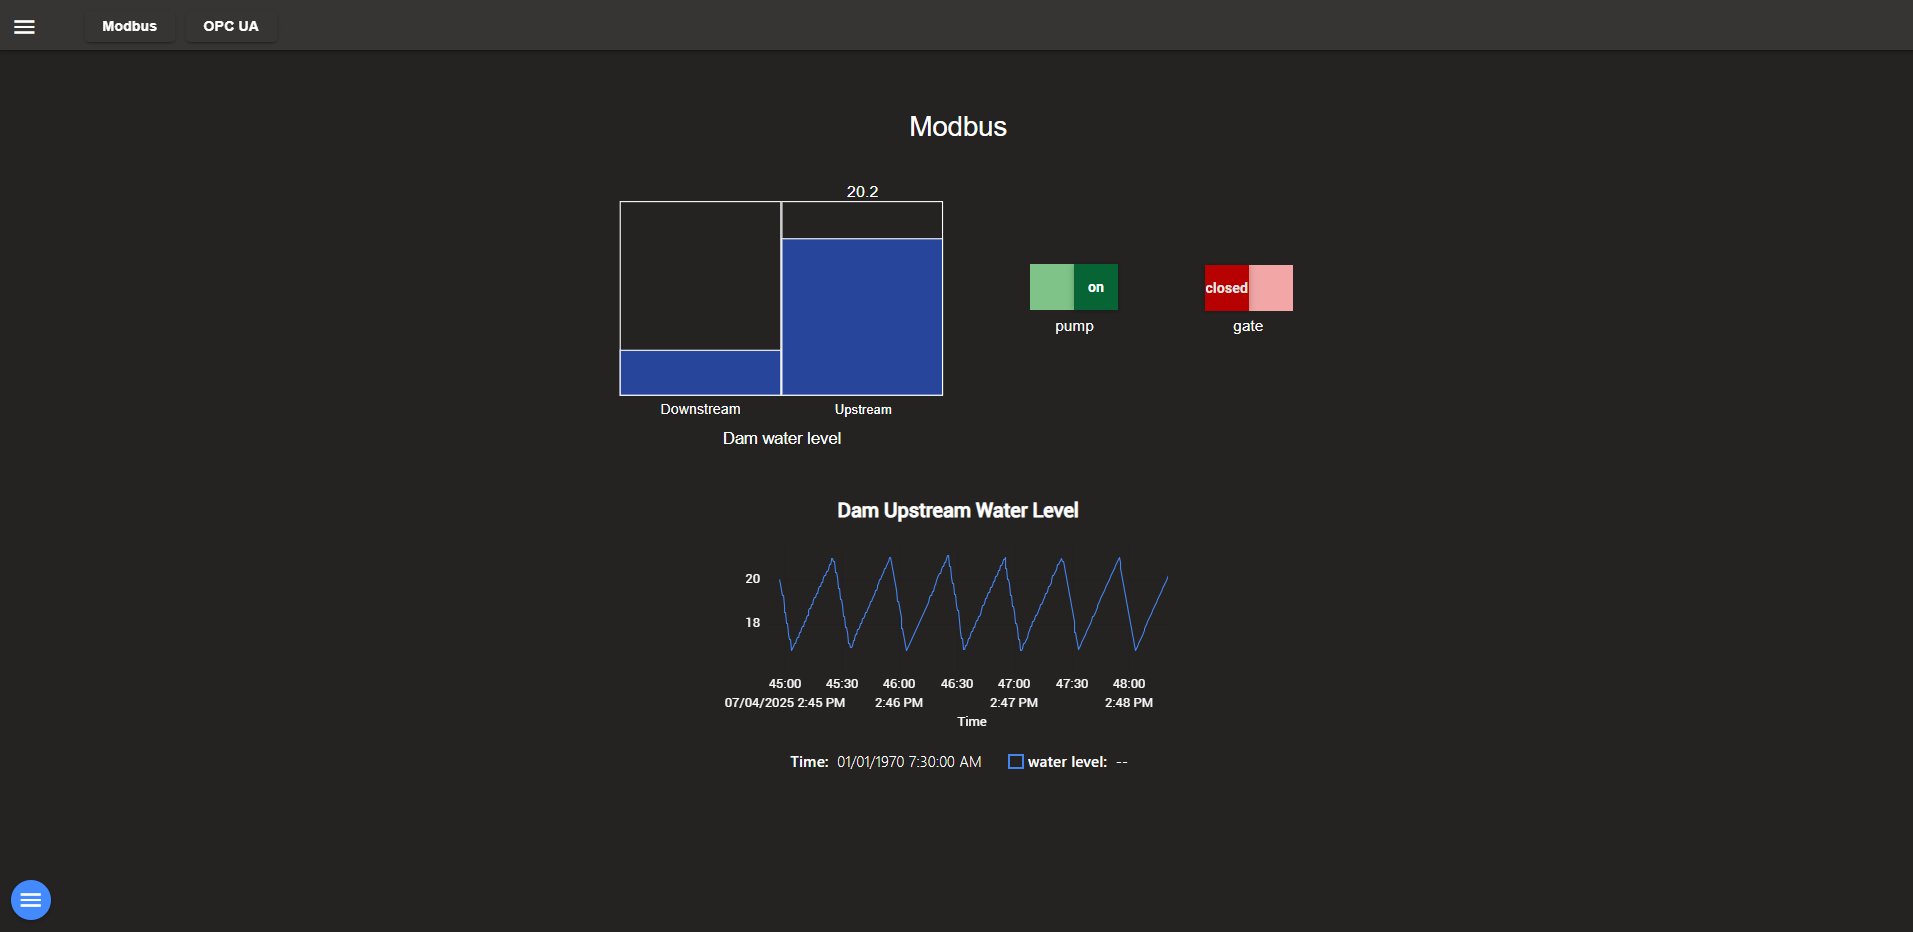 Modbus OPC UA
Modbus
20.2
on
closed
pump
gate
Downstream
Upstream
Dam water level
Dam Upstream Water Level
20
18
45:00 45:30 46:00 46:30 47:00 47:30 48:00
07/04/2025 2:45 PM 2:46 PM 2:47 PM 2:48 PM
Time
Time: 01/01/1970 7:30:00 AM water level: --